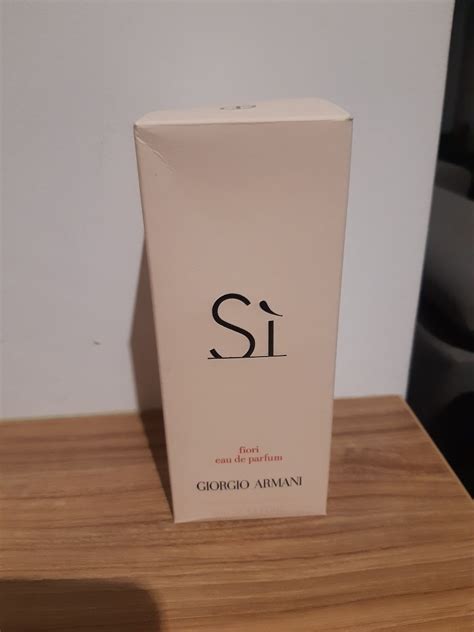 Sì
fiori
eau de parfum
GIORGIO ARMANI